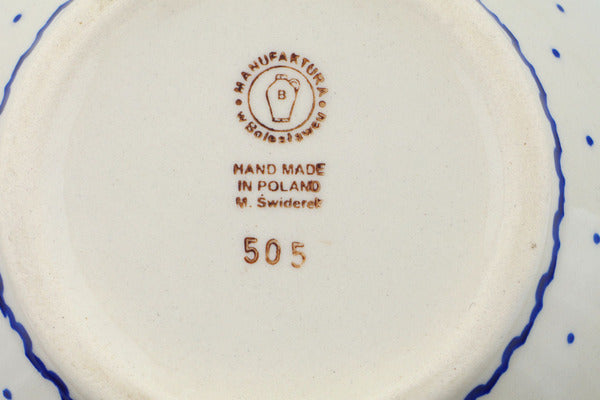 MANUFAKTURA
w Bolesławcu
B
HAND MADE
IN POLAND
M. Świderek
505